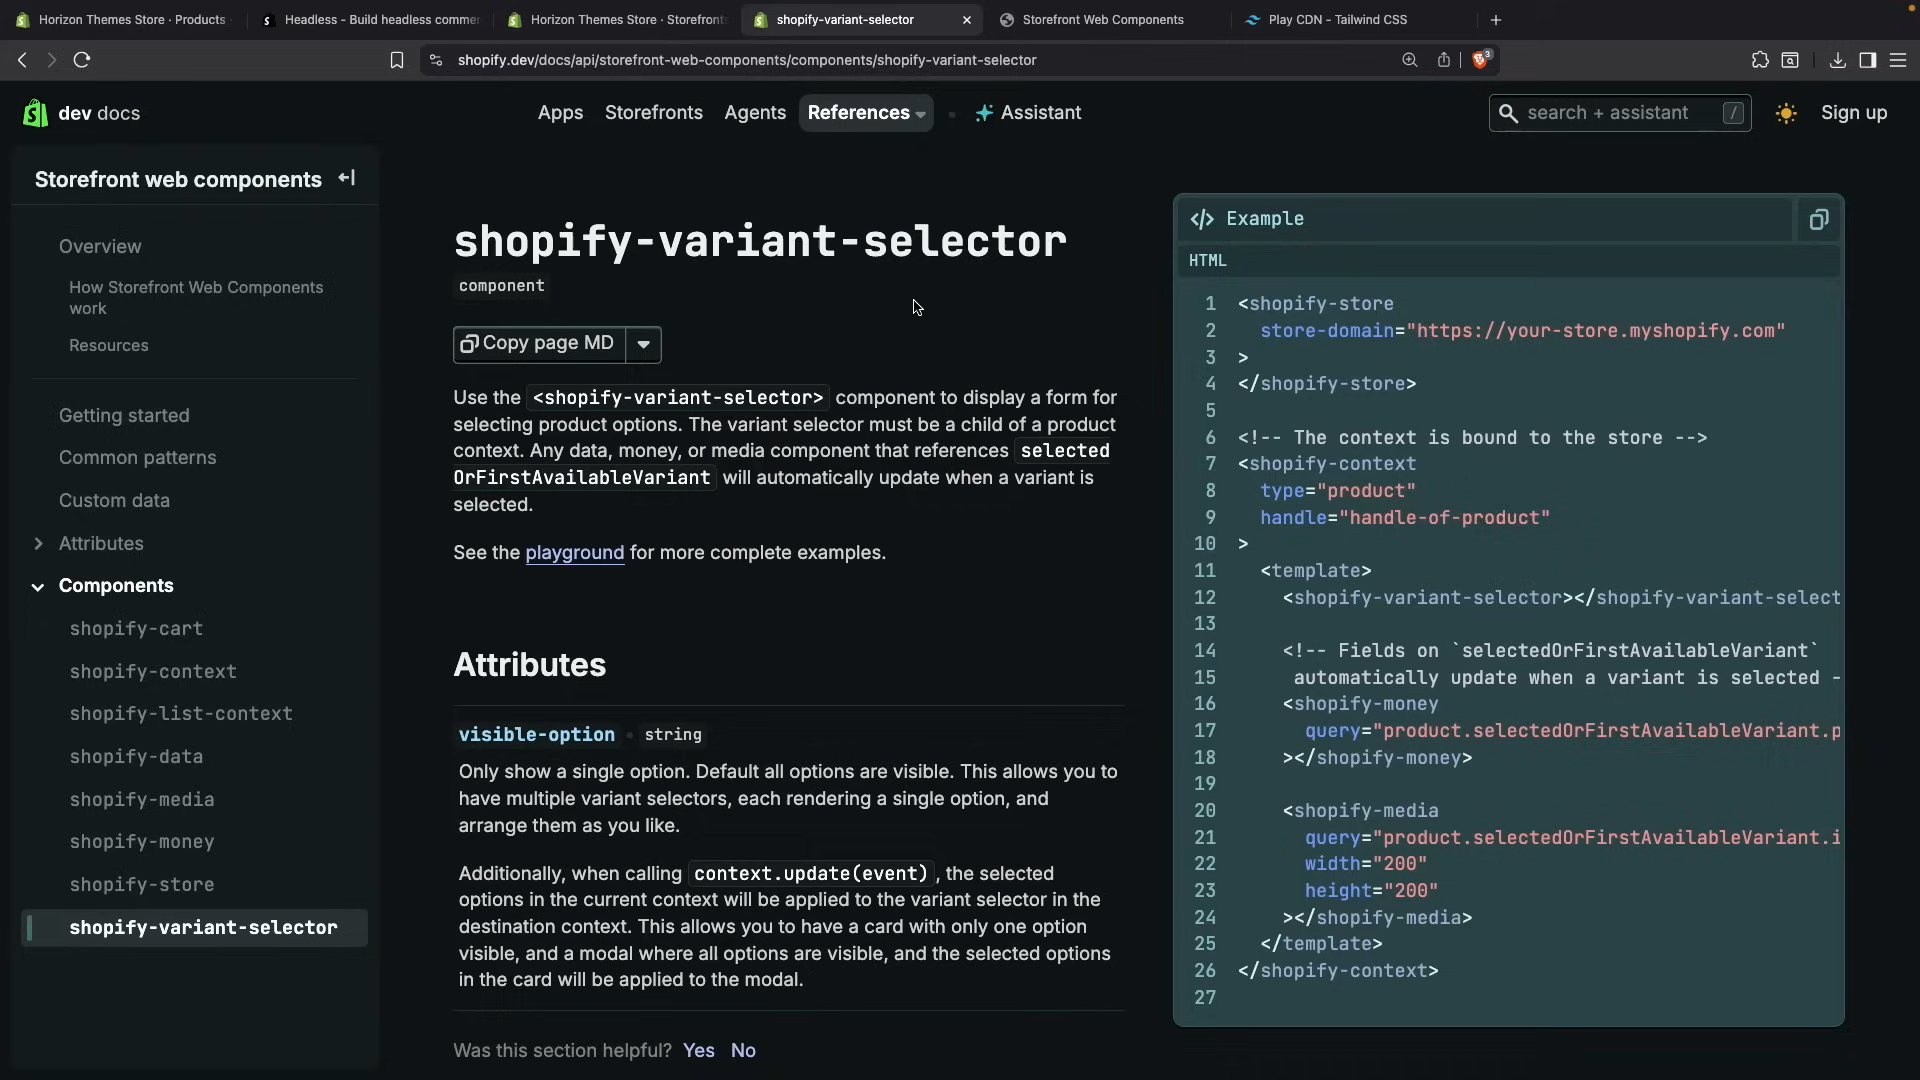 Horizon Themes Store · Products
Headless - Build headless commer
Horizon Themes Store · Storefront
shopify-variant-selector
Storefront Web Components
Play CDN - Tailwind CSS
shopify.dev/docs/api/storefront-web-components/components/shopify-variant-selector
3
dev docs
Apps
Storefronts
Agents
References
Assistant
search + assistant
/
Sign up
Storefront web components
Overview
How Storefront Web Components
work
Resources
Getting started
Common patterns
Custom data
Attributes
Components
shopify-cart
shopify-context
shopify-list-context
shopify-data
shopify-media
shopify-money
shopify-store
shopify-variant-selector
shopify-variant-selector
component
Copy page MD
Use the <shopify-variant-selector> component to display a form for
selecting product options. The variant selector must be a child of a product
context. Any data, money, or media component that references selected
OrFirstAvailableVariant will automatically update when a variant is
selected.
See the playground for more complete examples.
Attributes
visible-option • string
Only show a single option. Default all options are visible. This allows you to
have multiple variant selectors, each rendering a single option, and
arrange them as you like.
Additionally, when calling context.update(event), the selected
options in the current context will be applied to the variant selector in the
destination context. This allows you to have a card with only one option
visible, and a modal where all options are visible, and the selected options
in the card will be applied to the modal.
Was this section helpful? Yes No
</> Example
HTML
1 <shopify-store
2 store-domain="https://your-store.myshopify.com"
3 >
4 </shopify-store>
5
6 <!-- The context is bound to the store -->
7 <shopify-context
8 type="product"
9 handle="handle-of-product"
10 >
11 <template>
12 <shopify-variant-selector></shopify-variant-select
13
14 <!-- Fields on `selectedOrFirstAvailableVariant`
15 automatically update when a variant is selected -
16 <shopify-money
17 query="product.selectedOrFirstAvailableVariant.p
18 ></shopify-money>
19
20 <shopify-media
21 query="product.selectedOrFirstAvailableVariant.i
22 width="200"
23 height="200"
24 ></shopify-media>
25 </template>
26 </shopify-context>
27